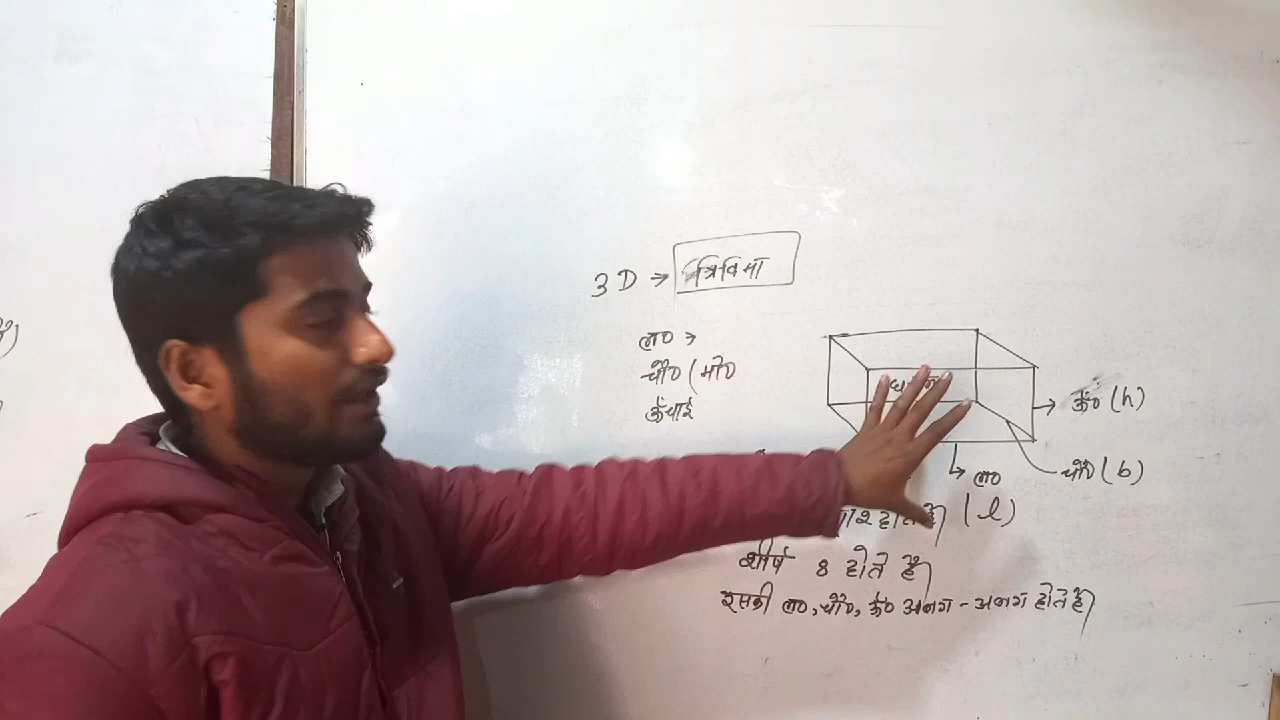 3D → त्रिविमा
ल० →
चौ० ( मो०
ऊँचाई
ऊँ० (h)
चौ० (b)
ल०
(l)
होते है
शीर्ष 8 होते है
इसकी ल०, चौ०, ऊँ० अलग - अलग होते है